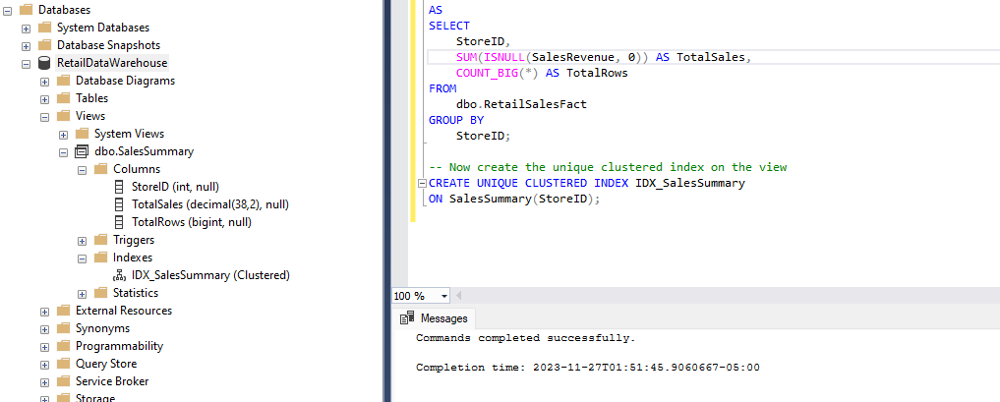 Databases
System Databases
Database Snapshots
RetailDataWarehouse
Database Diagrams
Tables
Views
System Views
dbo.SalesSummary
Columns
StoreID (int, null)
TotalSales (decimal(38,2), null)
TotalRows (bigint, null)
Triggers
Indexes
IDX_SalesSummary (Clustered)
Statistics
External Resources
Synonyms
Programmability
Query Store
Service Broker
Storage
AS
SELECT
StoreID,
SUM(ISNULL(SalesRevenue, 0)) AS TotalSales,
COUNT_BIG(*) AS TotalRows
FROM
dbo.RetailSalesFact
GROUP BY
StoreID;
-- Now create the unique clustered index on the view
CREATE UNIQUE CLUSTERED INDEX IDX_SalesSummary
ON SalesSummary(StoreID);
100 %
Messages
Commands completed successfully.
Completion time: 2023-11-27T01:51:45.9060667-05:00